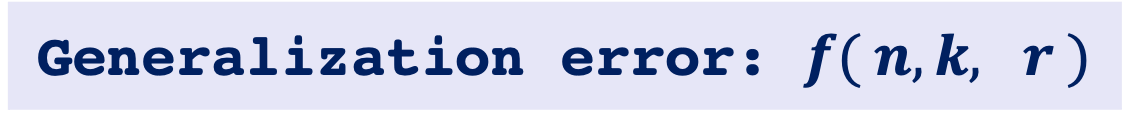 Generalization error: f(n,k, r)